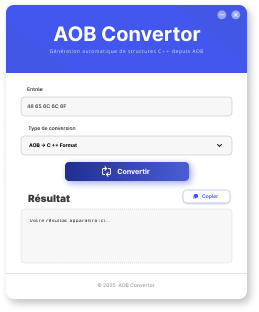 AOB Convertor
Génération automatique de structures C++ depuis AOB
Entrée
48 65 6C 6C 6F
Type de conversion
AOB → C ++ Format
Convertir
Résultat
Copier
Votre résultat apparaîtra ici...
© 2025 AOB Convertor